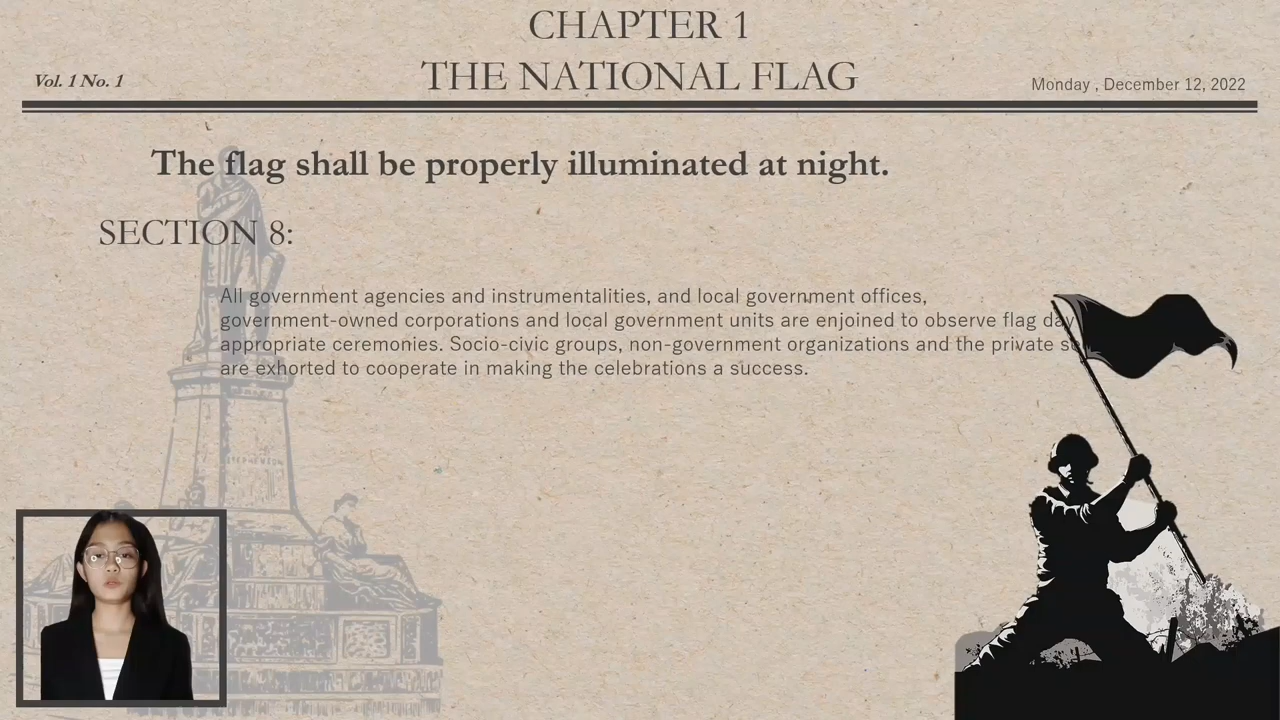 CHAPTER 1
THE NATIONAL FLAG
Vol. 1 No. 1
Monday , December 12, 2022
The flag shall be properly illuminated at night.
SECTION 8:
All government agencies and instrumentalities, and local government offices,
government-owned corporations and local government units are enjoined to observe flag day
appropriate ceremonies. Socio-civic groups, non-government organizations and the private
are exhorted to cooperate in making the celebrations a success.